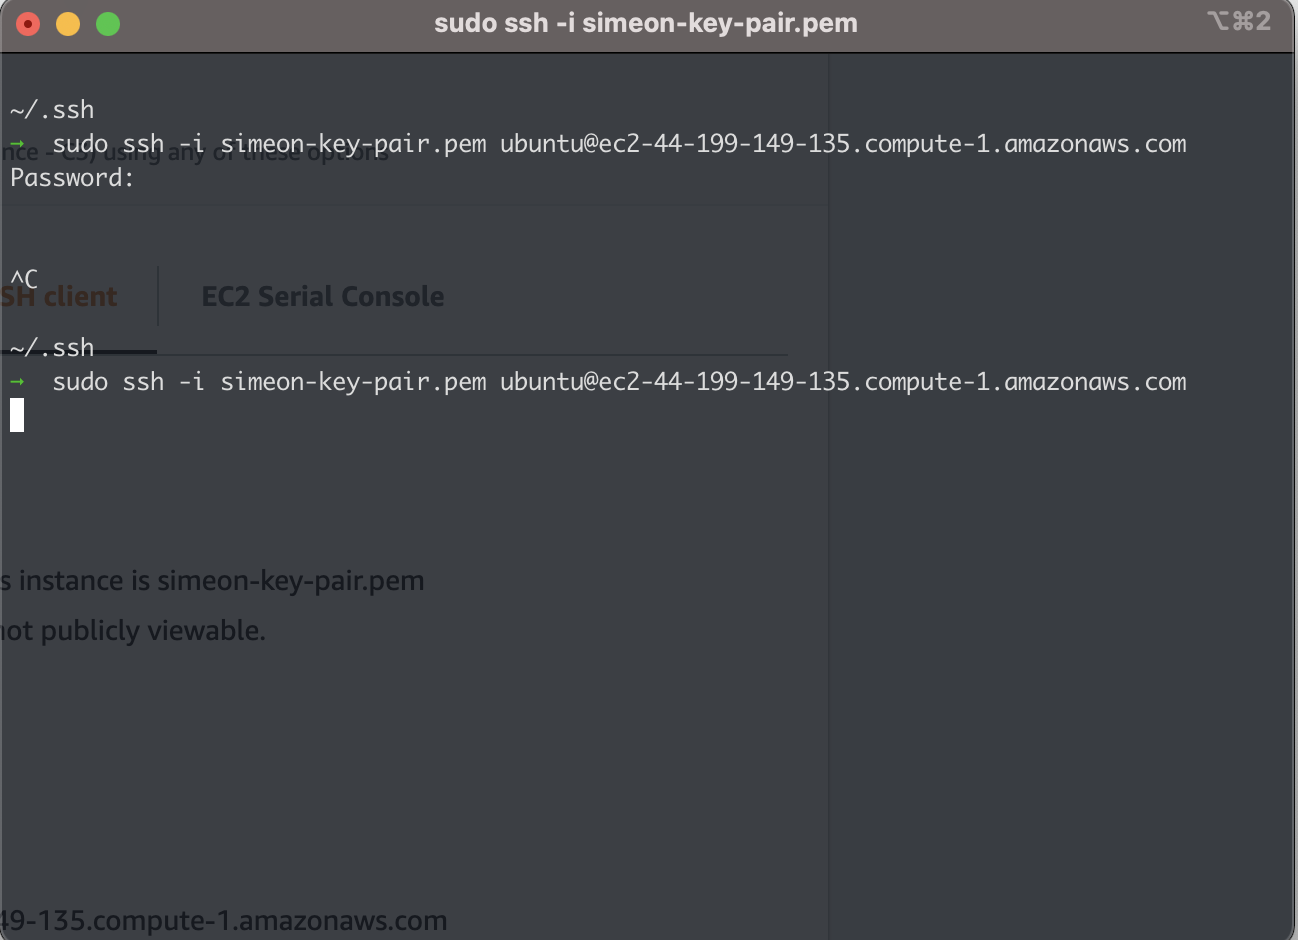 sudo ssh -i simeon-key-pair.pem
⌥⌘2
~/.ssh
→ sudo ssh -i simeon-key-pair.pem ubuntu@ec2-44-199-149-135.compute-1.amazonaws.com
nce - C3) using any of these options
Password:
^C
SH client
EC2 Serial Console
~/.ssh
→ sudo ssh -i simeon-key-pair.pem ubuntu@ec2-44-199-149-135.compute-1.amazonaws.com
s instance is simeon-key-pair.pem
not publicly viewable.
49-135.compute-1.amazonaws.com